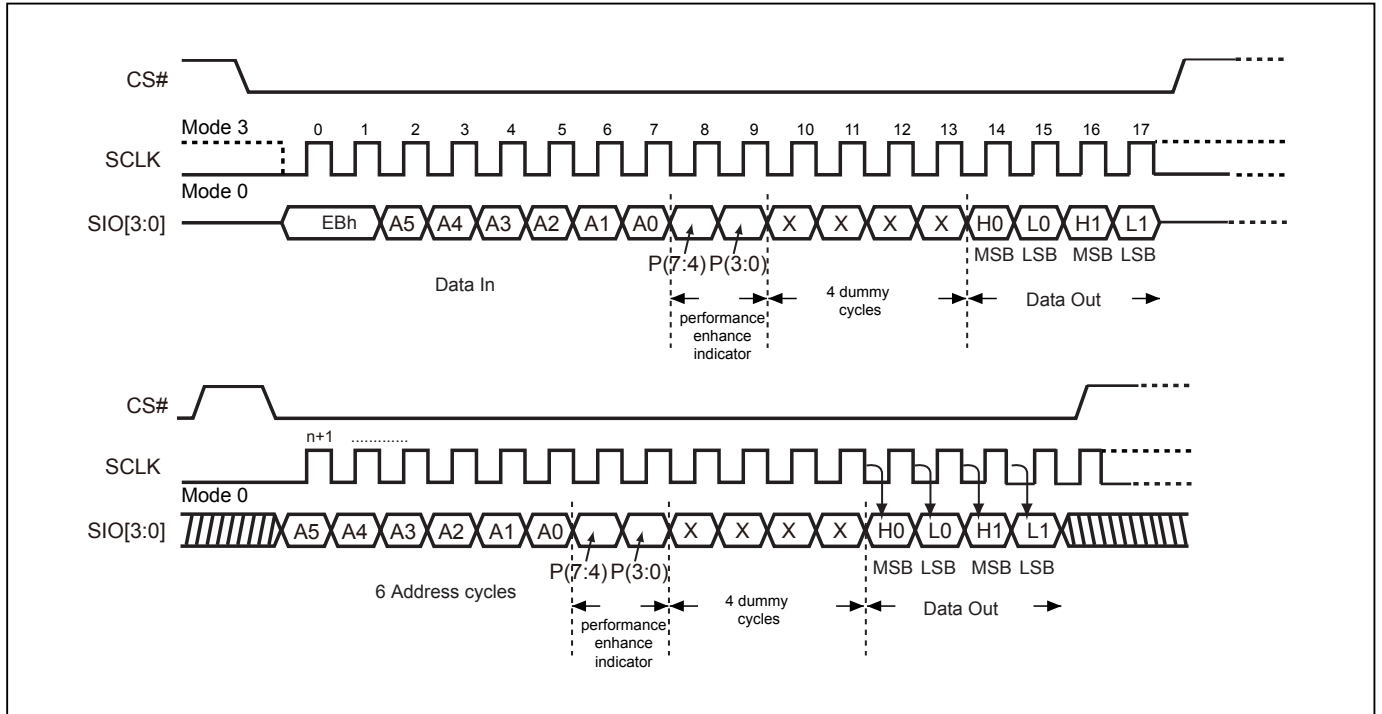 CS#
Mode 3
0 1 2 3 4 5 6 7 8 9 10 11 12 13 14 15 16 17
SCLK
Mode 0
SIO[3:0]
EBh A5 A4 A3 A2 A1 A0 X X X X H0 L0 H1 L1
MSB LSB MSB LSB
P(7:4) P(3:0)
Data In
4 dummy
cycles
Data Out
performance
enhance
indicator
CS#
n+1 .............
SCLK
Mode 0
SIO[3:0]
A5 A4 A3 A2 A1 A0 X X X X H0 L0 H1 L1
MSB LSB MSB LSB
P(7:4) P(3:0)
6 Address cycles
4 dummy
cycles
Data Out
performance
enhance
indicator